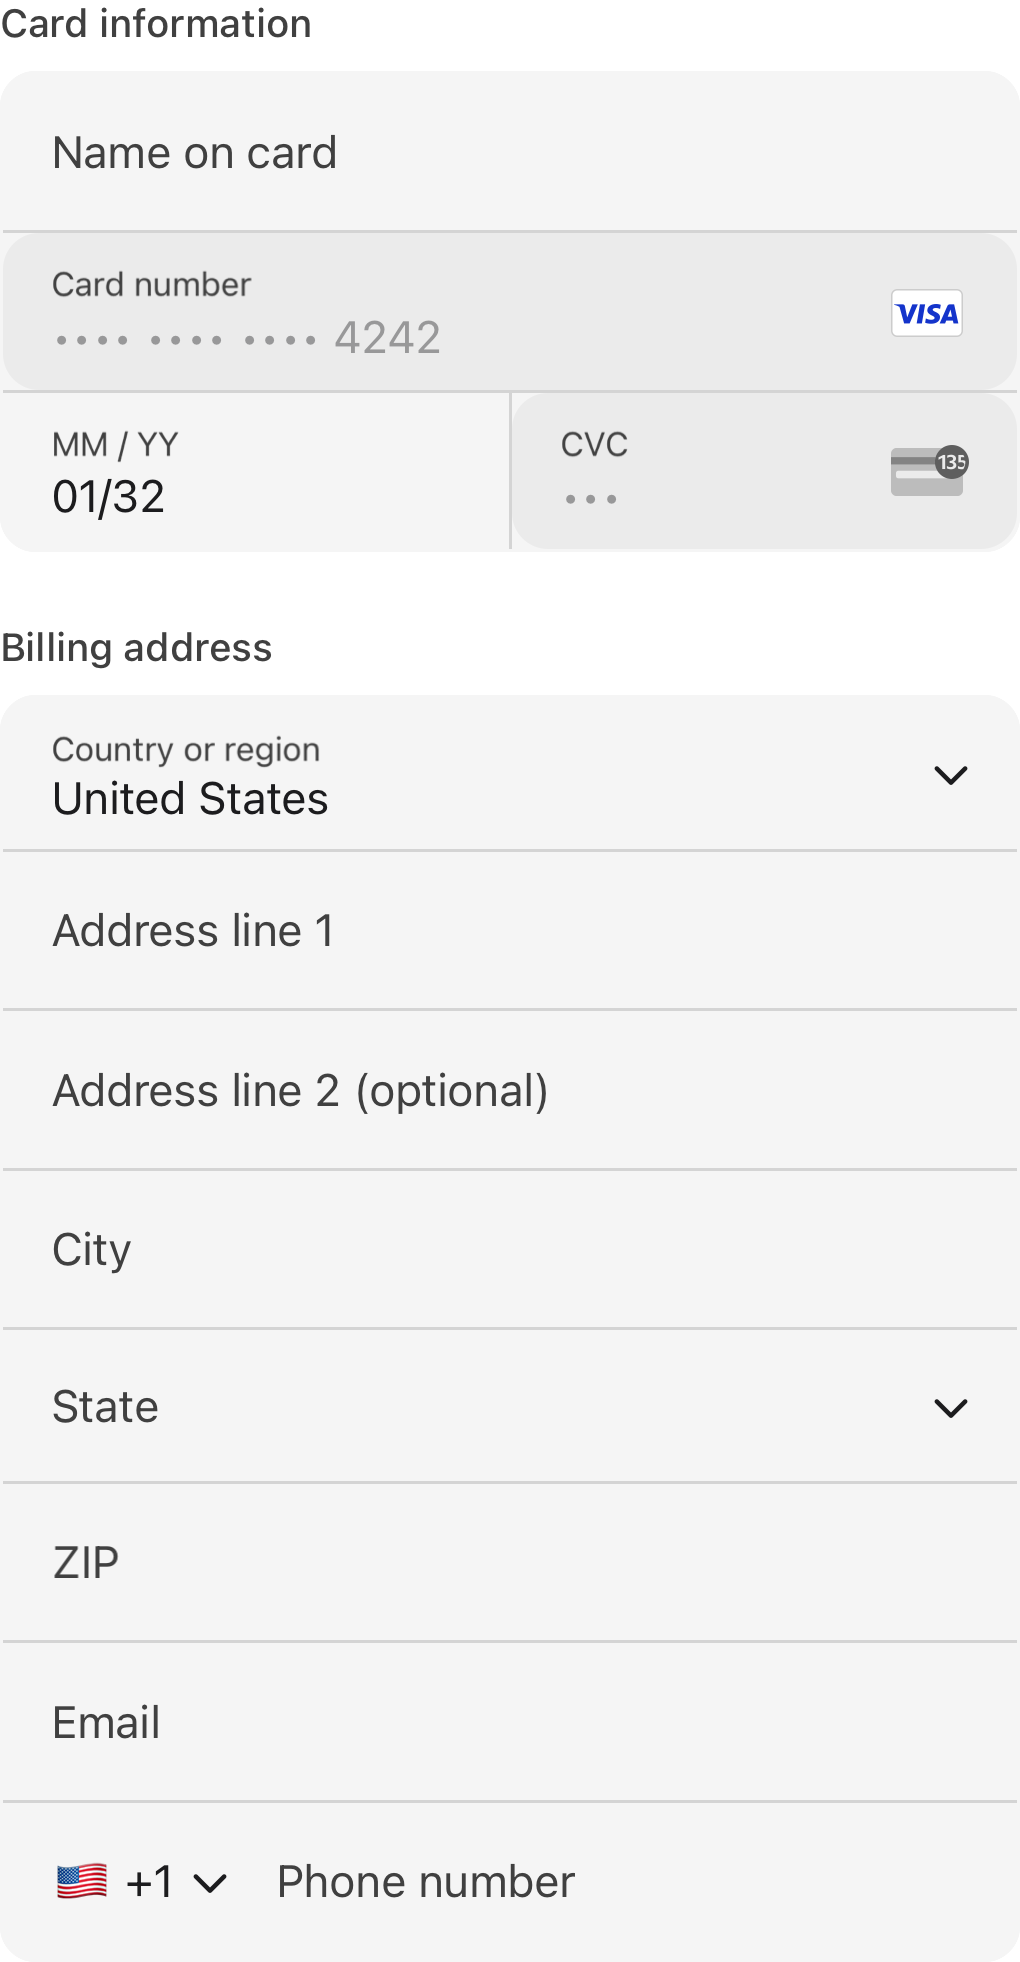 Card information
Name on card
Card number
•••• •••• •••• 4242
VISA
MM / YY
01/32
CVC
•••
135
Billing address
Country or region
United States
Address line 1
Address line 2 (optional)
City
State
ZIP
Email
🇺🇸 +1 Phone number